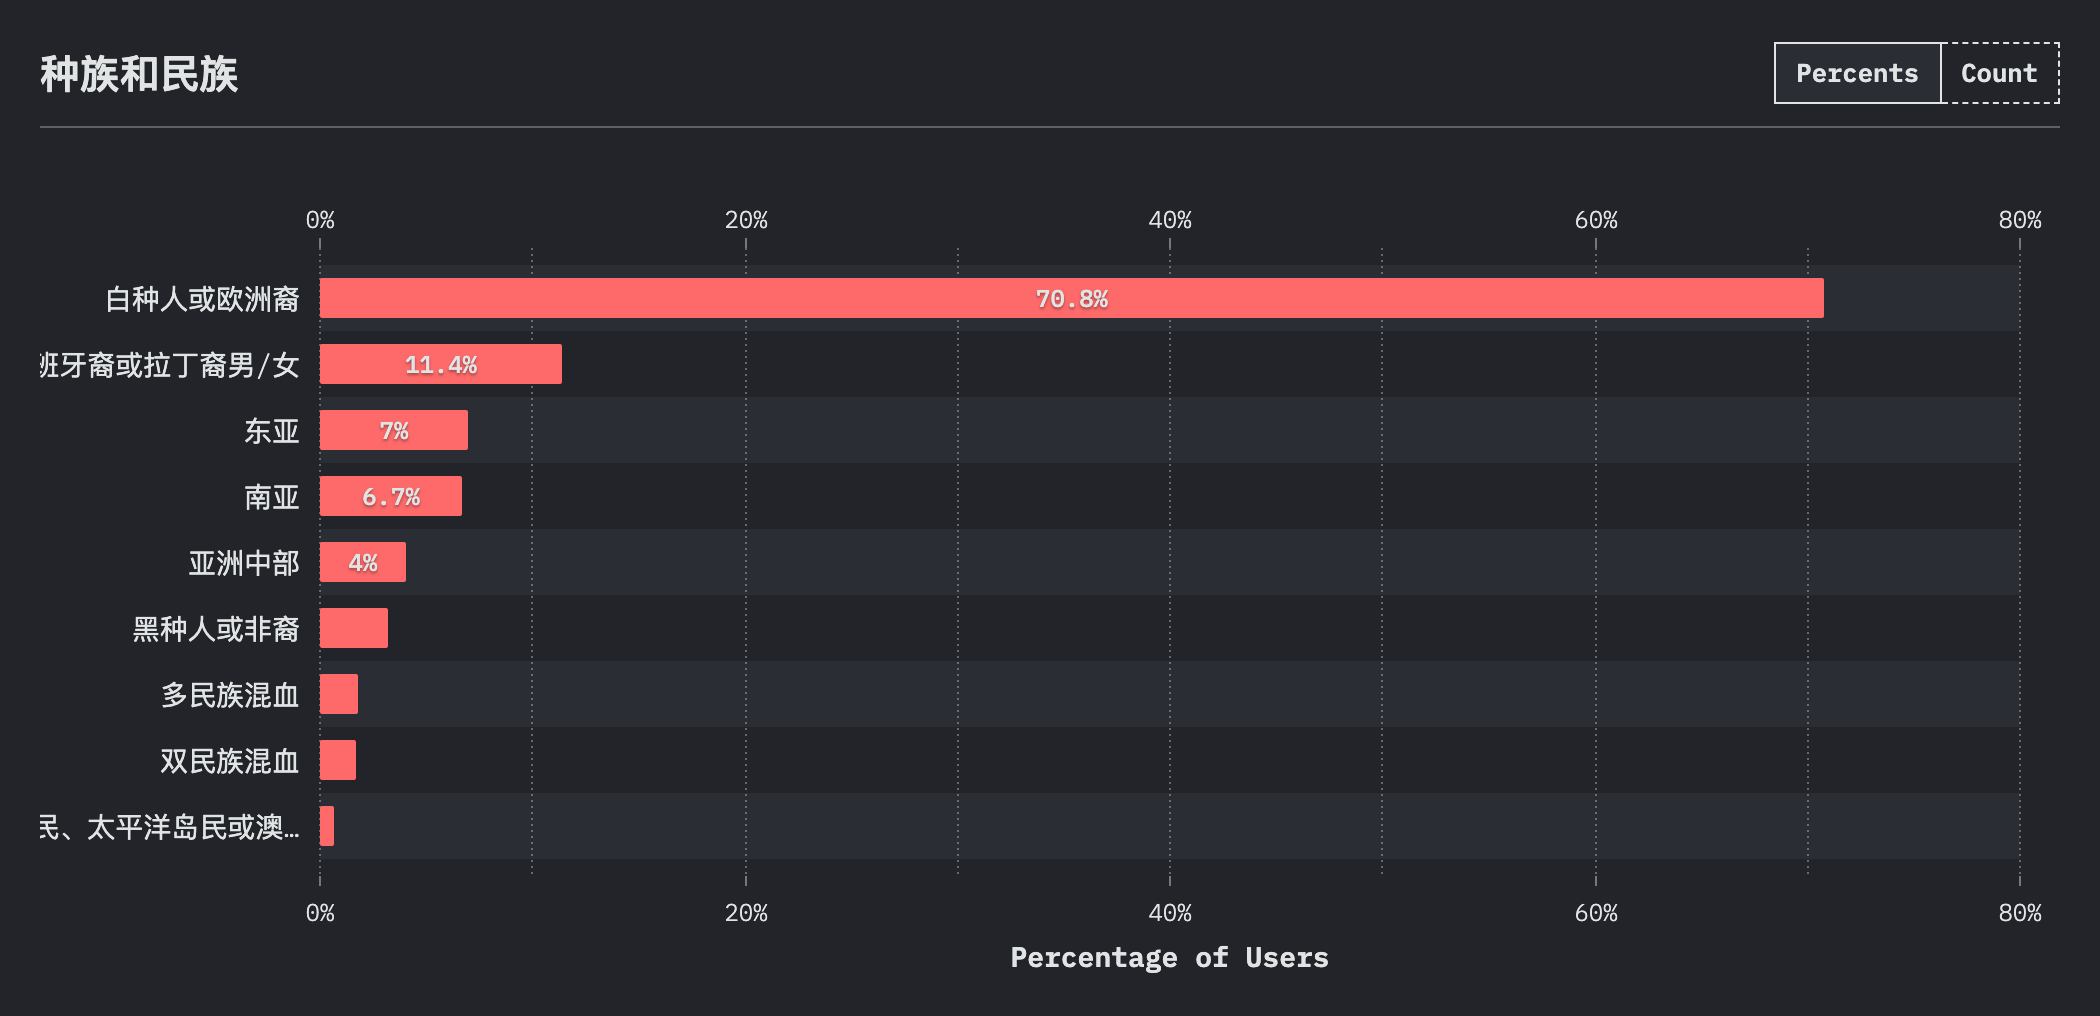 种族和民族
Percents Count
0% 20% 40% 60% 80%
白种人或欧洲裔 70.8%
班牙裔或拉丁裔男/女 11.4%
东亚 7%
南亚 6.7%
亚洲中部 4%
黑种人或非裔
多民族混血
双民族混血
民、太平洋岛民或澳…
0% 20% 40% 60% 80%
Percentage of Users